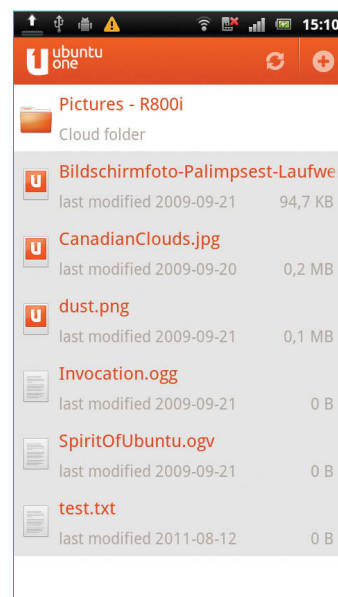 15:10
ubuntu
one
Pictures - R800i
Cloud folder
Bildschirmfoto-Palimpsest-Laufwe
last modified 2009-09-21 94,7 KB
CanadianClouds.jpg
last modified 2009-09-20 0,2 MB
dust.png
last modified 2009-09-21 0,1 MB
Invocation.ogg
last modified 2009-09-21 0 B
SpiritOfUbuntu.ogv
last modified 2009-09-21 0 B
test.txt
last modified 2011-08-12 0 B